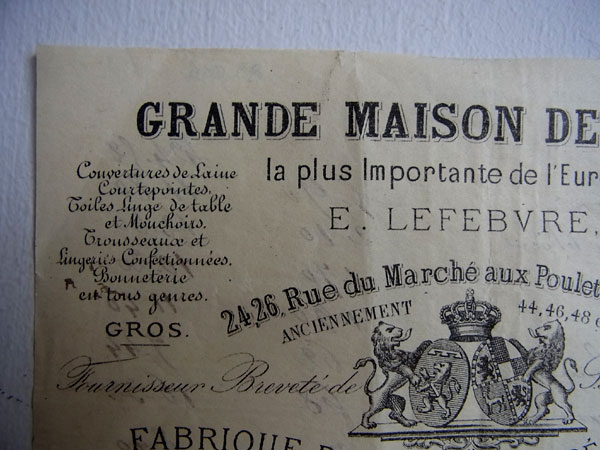 GRANDE MAISON DE
Couvertures de Laine
Courtepointes,
Toiles Linge de table
et Mouchoirs.
Trousseaux et
Lingeries Confectionnées.
Bonneterie
en tous genres.
GROS.
la plus Importante de l'Eur
E. LEFEBVRE,
24,26, Rue du Marché aux Poulet
ANCIENNEMENT
44, 46, 48
Fournisseur Breveté de
FABRIQUE